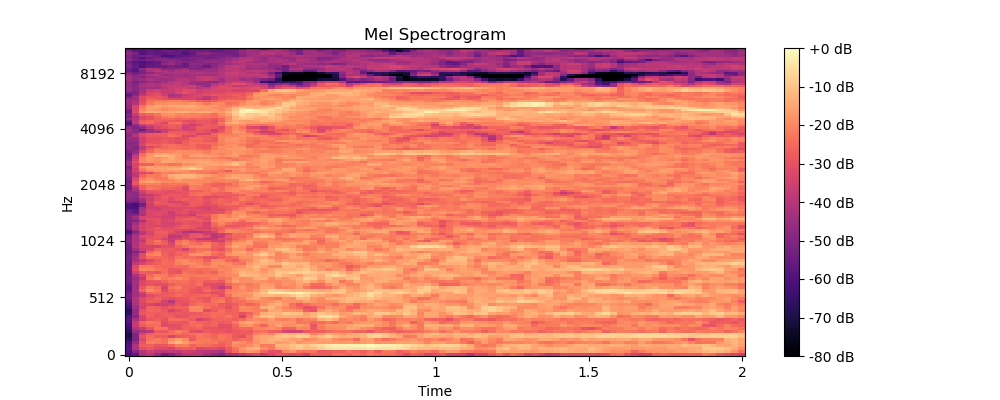 Mel Spectrogram
Hz
8192
4096
2048
1024
512
0
0
0.5
1
1.5
2
Time
+0 dB
-10 dB
-20 dB
-30 dB
-40 dB
-50 dB
-60 dB
-70 dB
-80 dB